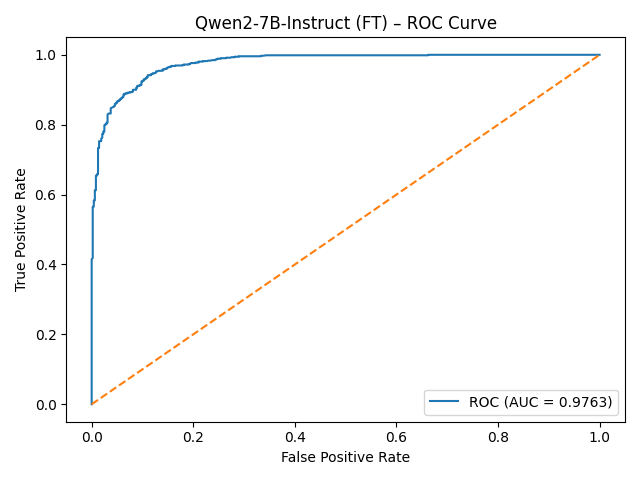 Qwen2-7B-Instruct (FT) – ROC Curve
True Positive Rate
1.0
0.8
0.6
0.4
0.2
0.0
0.0 0.2 0.4 0.6 0.8 1.0
False Positive Rate
ROC (AUC = 0.9763)